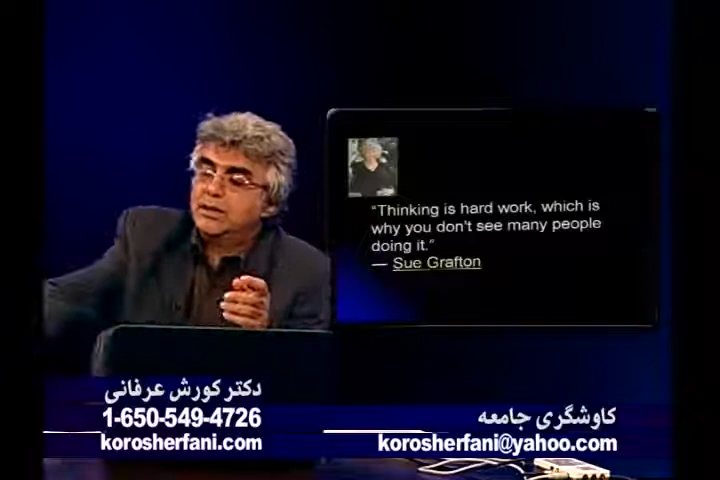 “Thinking is hard work, which is
why you don't see many people
doing it.”
— Sue Grafton
دکتر کورش عرفانی
1-650-549-4726
korosherfani.com
کاوشگری جامعه
korosherfani@yahoo.com